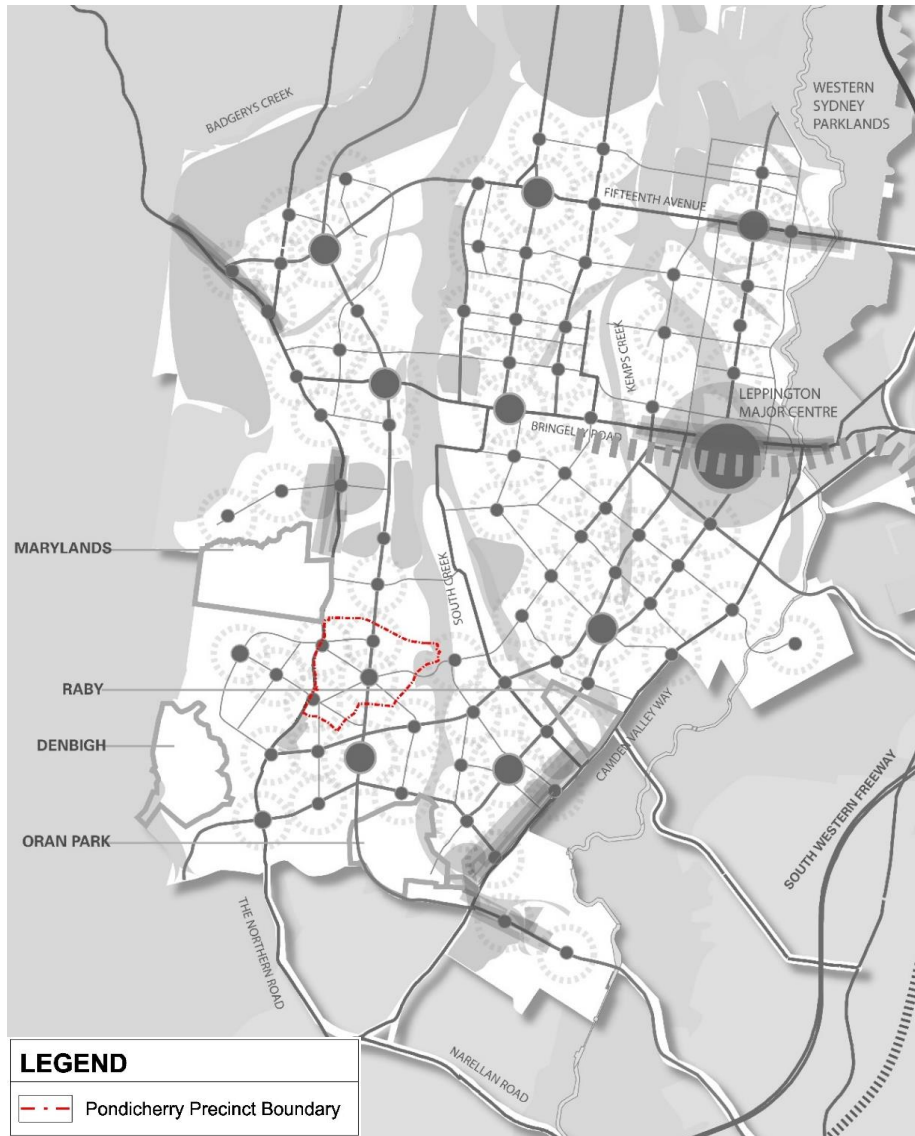 BADGERYS CREEK
WESTERN
SYDNEY
PARKLANDS
FIFTEENTH AVENUE
KEMPS CREEK
LEPPINGTON
MAJOR CENTRE
BRINGELLY ROAD
MARYLANDS
SOUTH CREEK
RABY
DENBIGH
CAMDEN VALLEY WAY
ORAN PARK
SOUTH WESTERN FREEWAY
THE NORTHERN ROAD
NARELLAN ROAD
LEGEND
Pondicherry Precinct Boundary